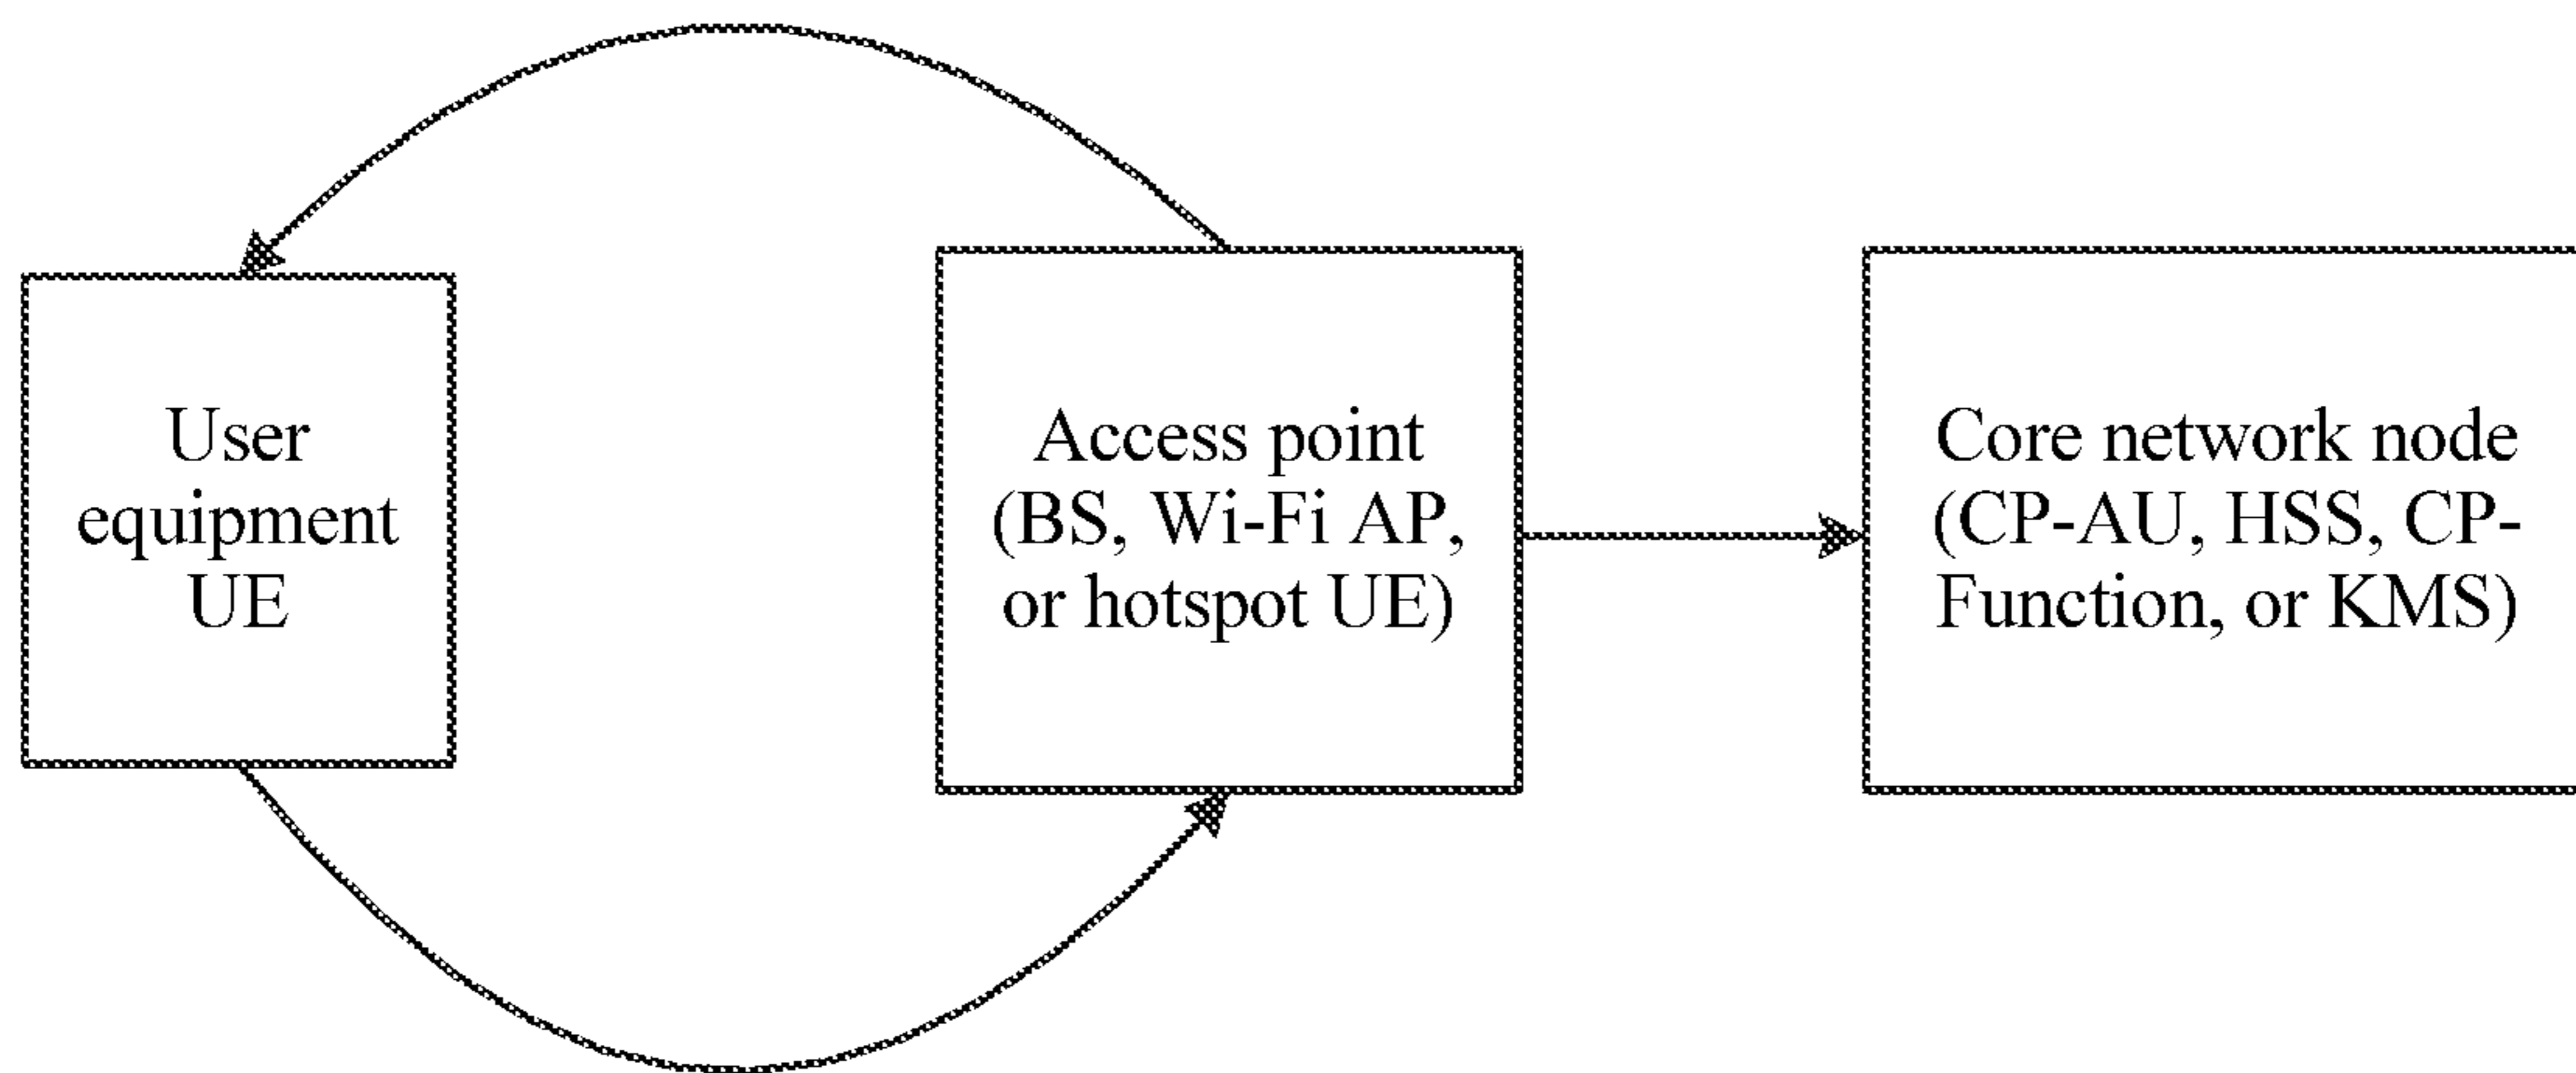 User
equipment
UE
Access point
(BS, Wi-Fi AP,
or hotspot UE)
Core network node
(CP-AU, HSS, CP-
Function, or KMS)